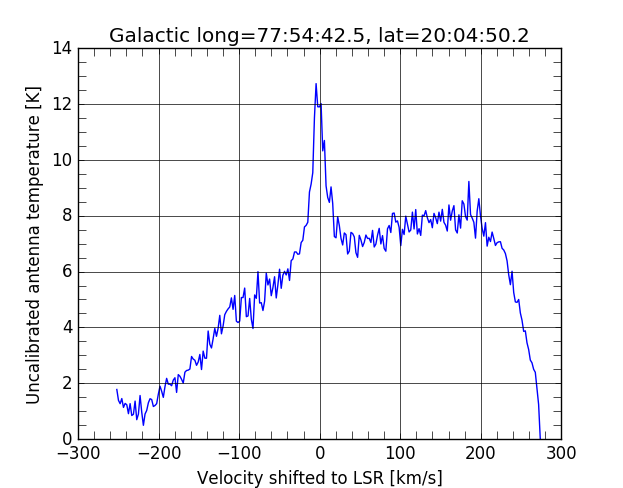 Galactic long=77:54:42.5, lat=20:04:50.2
Uncalibrated antenna temperature [K]
14
12
10
8
6
4
2
0
−300 −200 −100 0 100 200 300
Velocity shifted to LSR [km/s]